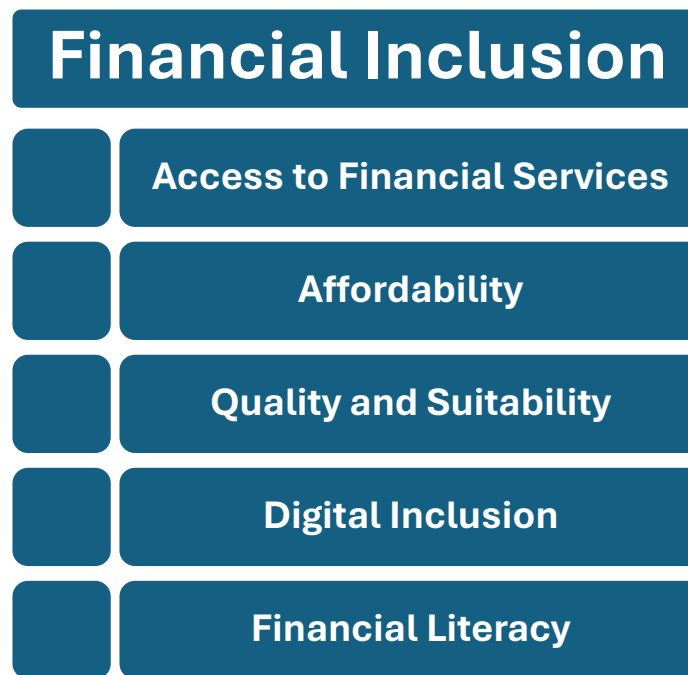 Financial Inclusion
Access to Financial Services
Affordability
Quality and Suitability
Digital Inclusion
Financial Literacy